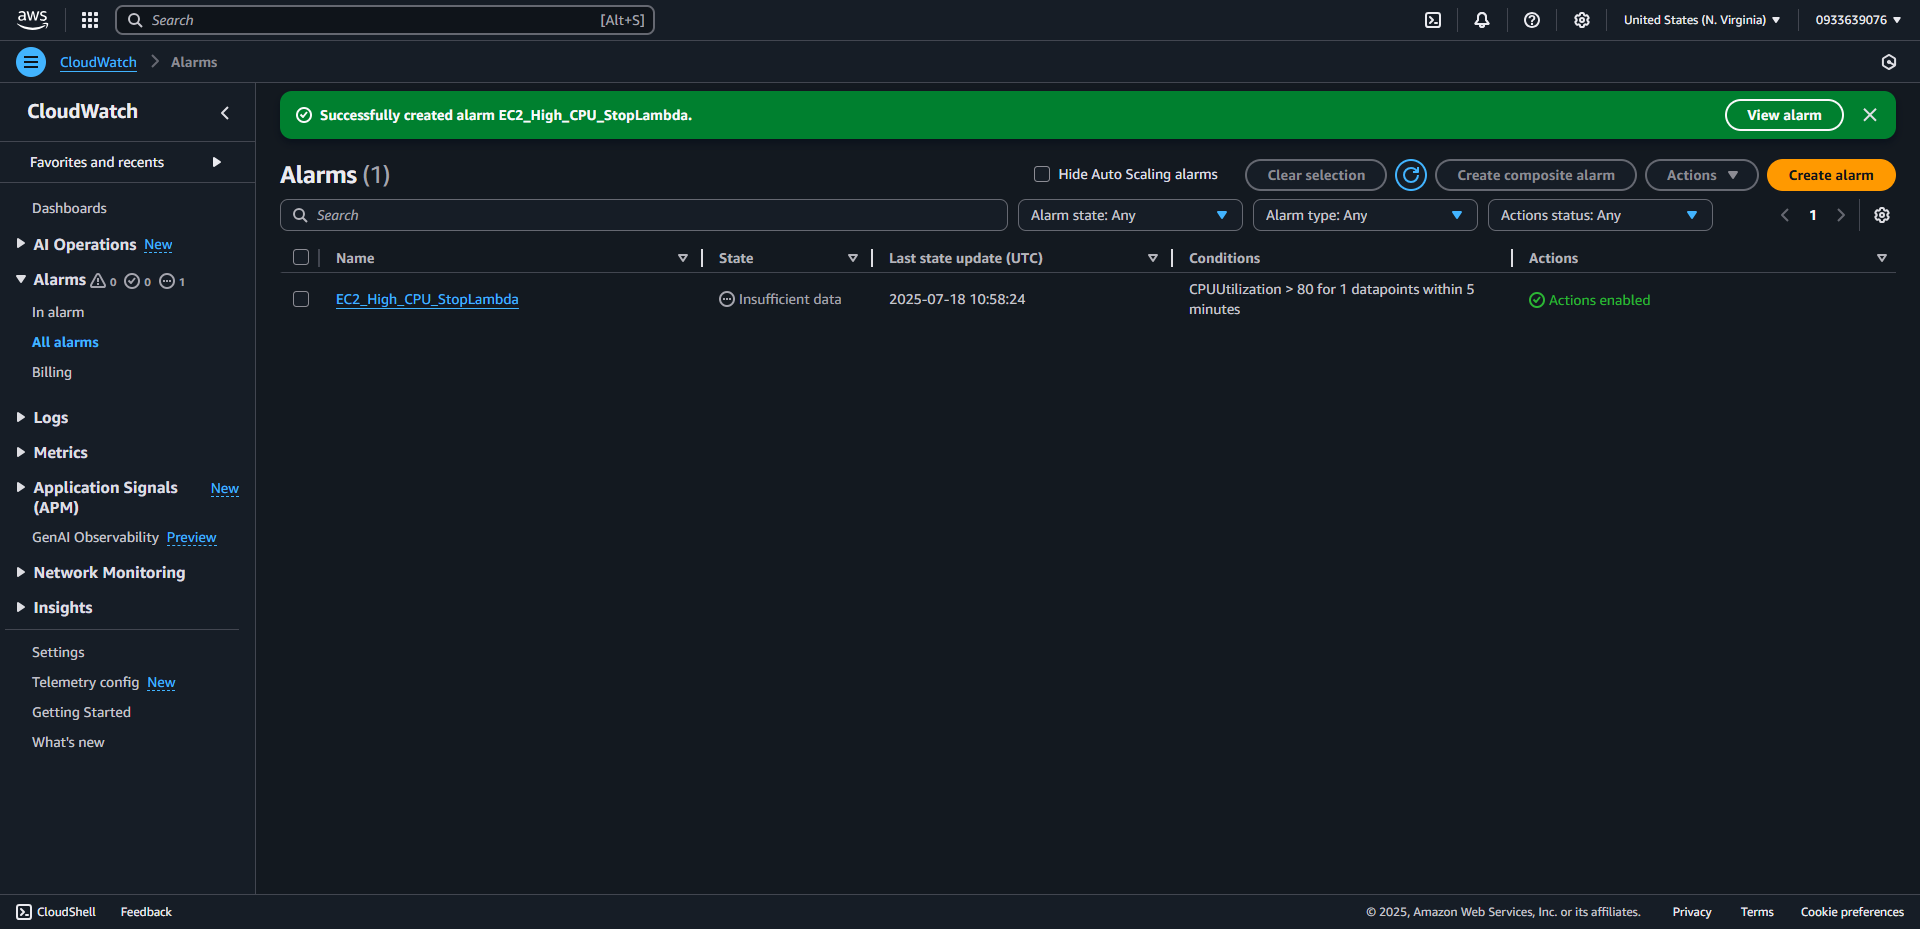 aws
Search
[Alt+S]
United States (N. Virginia)
0933639076
CloudWatch
Alarms
CloudWatch
Favorites and recents
Dashboards
AI Operations New
Alarms 0 0 1
In alarm
All alarms
Billing
Logs
Metrics
Application Signals New
(APM)
GenAI Observability Preview
Network Monitoring
Insights
Settings
Telemetry config New
Getting Started
What's new
Successfully created alarm EC2_High_CPU_StopLambda.
View alarm
Alarms (1)
Hide Auto Scaling alarms
Clear selection
Create composite alarm
Actions
Create alarm
Search
Alarm state: Any
Alarm type: Any
Actions status: Any
1
Name
State
Last state update (UTC)
Conditions
Actions
EC2_High_CPU_StopLambda
Insufficient data
2025-07-18 10:58:24
CPUUtilization > 80 for 1 datapoints within 5
minutes
Actions enabled
CloudShell
Feedback
© 2025, Amazon Web Services, Inc. or its affiliates.
Privacy
Terms
Cookie preferences